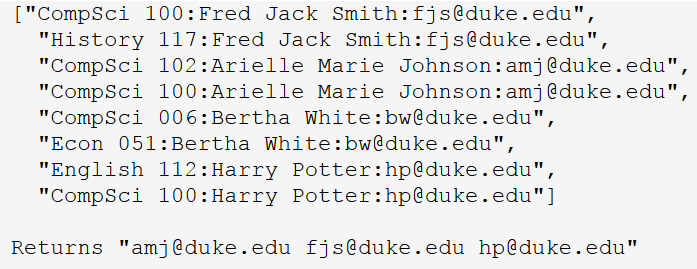 ["CompSci 100:Fred Jack Smith:fjs@duke.edu",
"History 117:Fred Jack Smith:fjs@duke.edu",
"CompSci 102:Arielle Marie Johnson:amj@duke.edu",
"CompSci 100:Arielle Marie Johnson:amj@duke.edu",
"CompSci 006:Bertha White:bw@duke.edu",
"Econ 051:Bertha White:bw@duke.edu",
"English 112:Harry Potter:hp@duke.edu",
"CompSci 100:Harry Potter:hp@duke.edu"]
Returns "amj@duke.edu fjs@duke.edu hp@duke.edu"